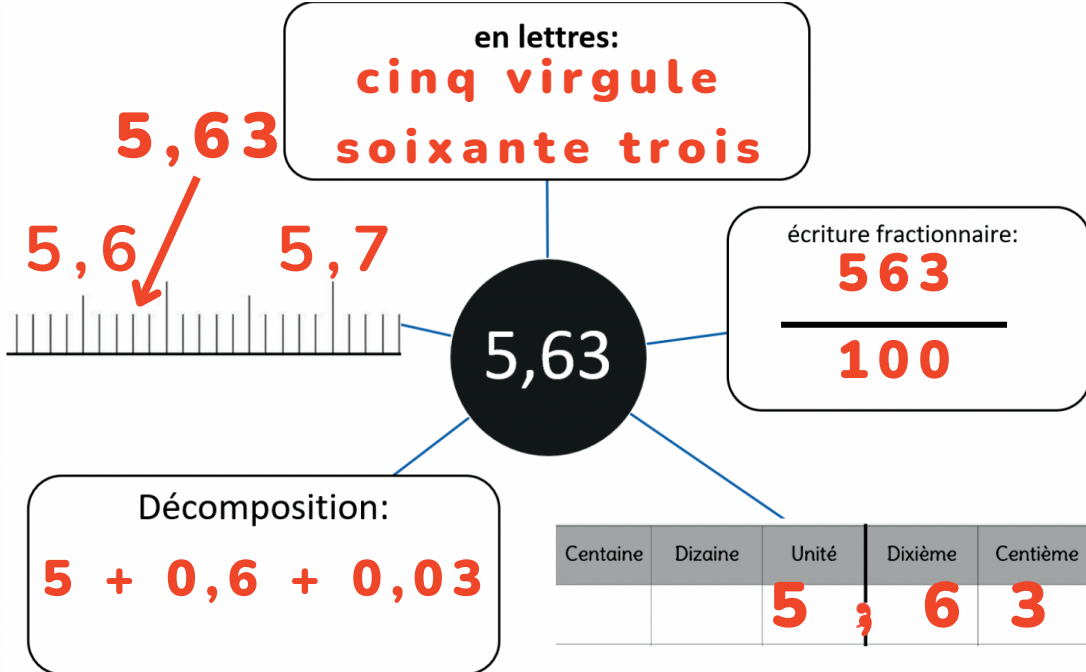 en lettres:
cinq virgule
soixante trois
5,63
5,6
5,7
écriture fractionnaire:
563
100
5,63
Décomposition:
5 + 0,6 + 0,03
Centaine Dizaine Unité Dixième Centième
5 , 6 3